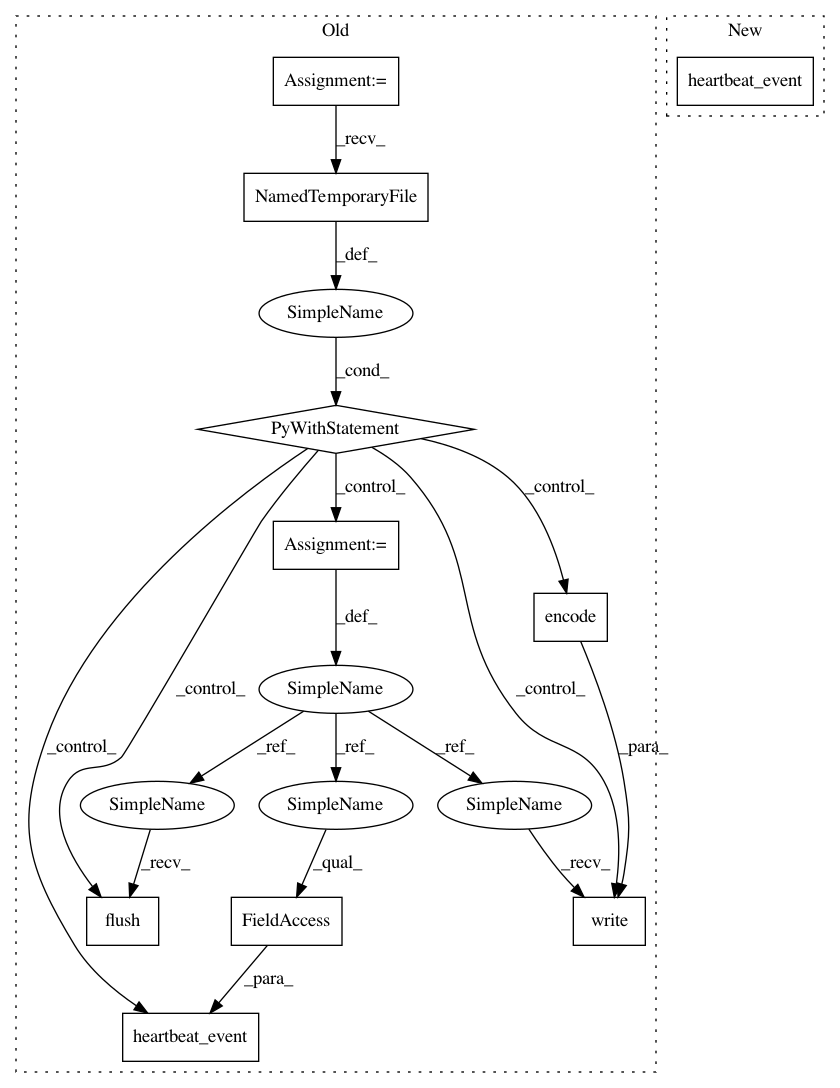 Old
New
Assignment:=
heartbeat_event
_recv_
NamedTemporaryFile
_def_
SimpleName
_cond_
PyWithStatement
_control_
_control_
Assignment:=
encode
_def_
SimpleName
_control_
_control_
_control_
_ref_
_ref_
_ref_
_para_
SimpleName
SimpleName
SimpleName
_recv_
_qual_
_recv_
flush
FieldAccess
write
_para_
heartbeat_event